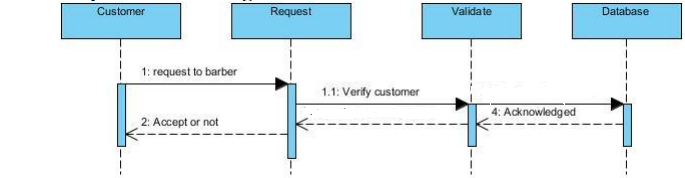 Customer
Request
Validate
Database
1: request to barber
1.1: Verify customer
4: Acknowledged
2: Accept or not